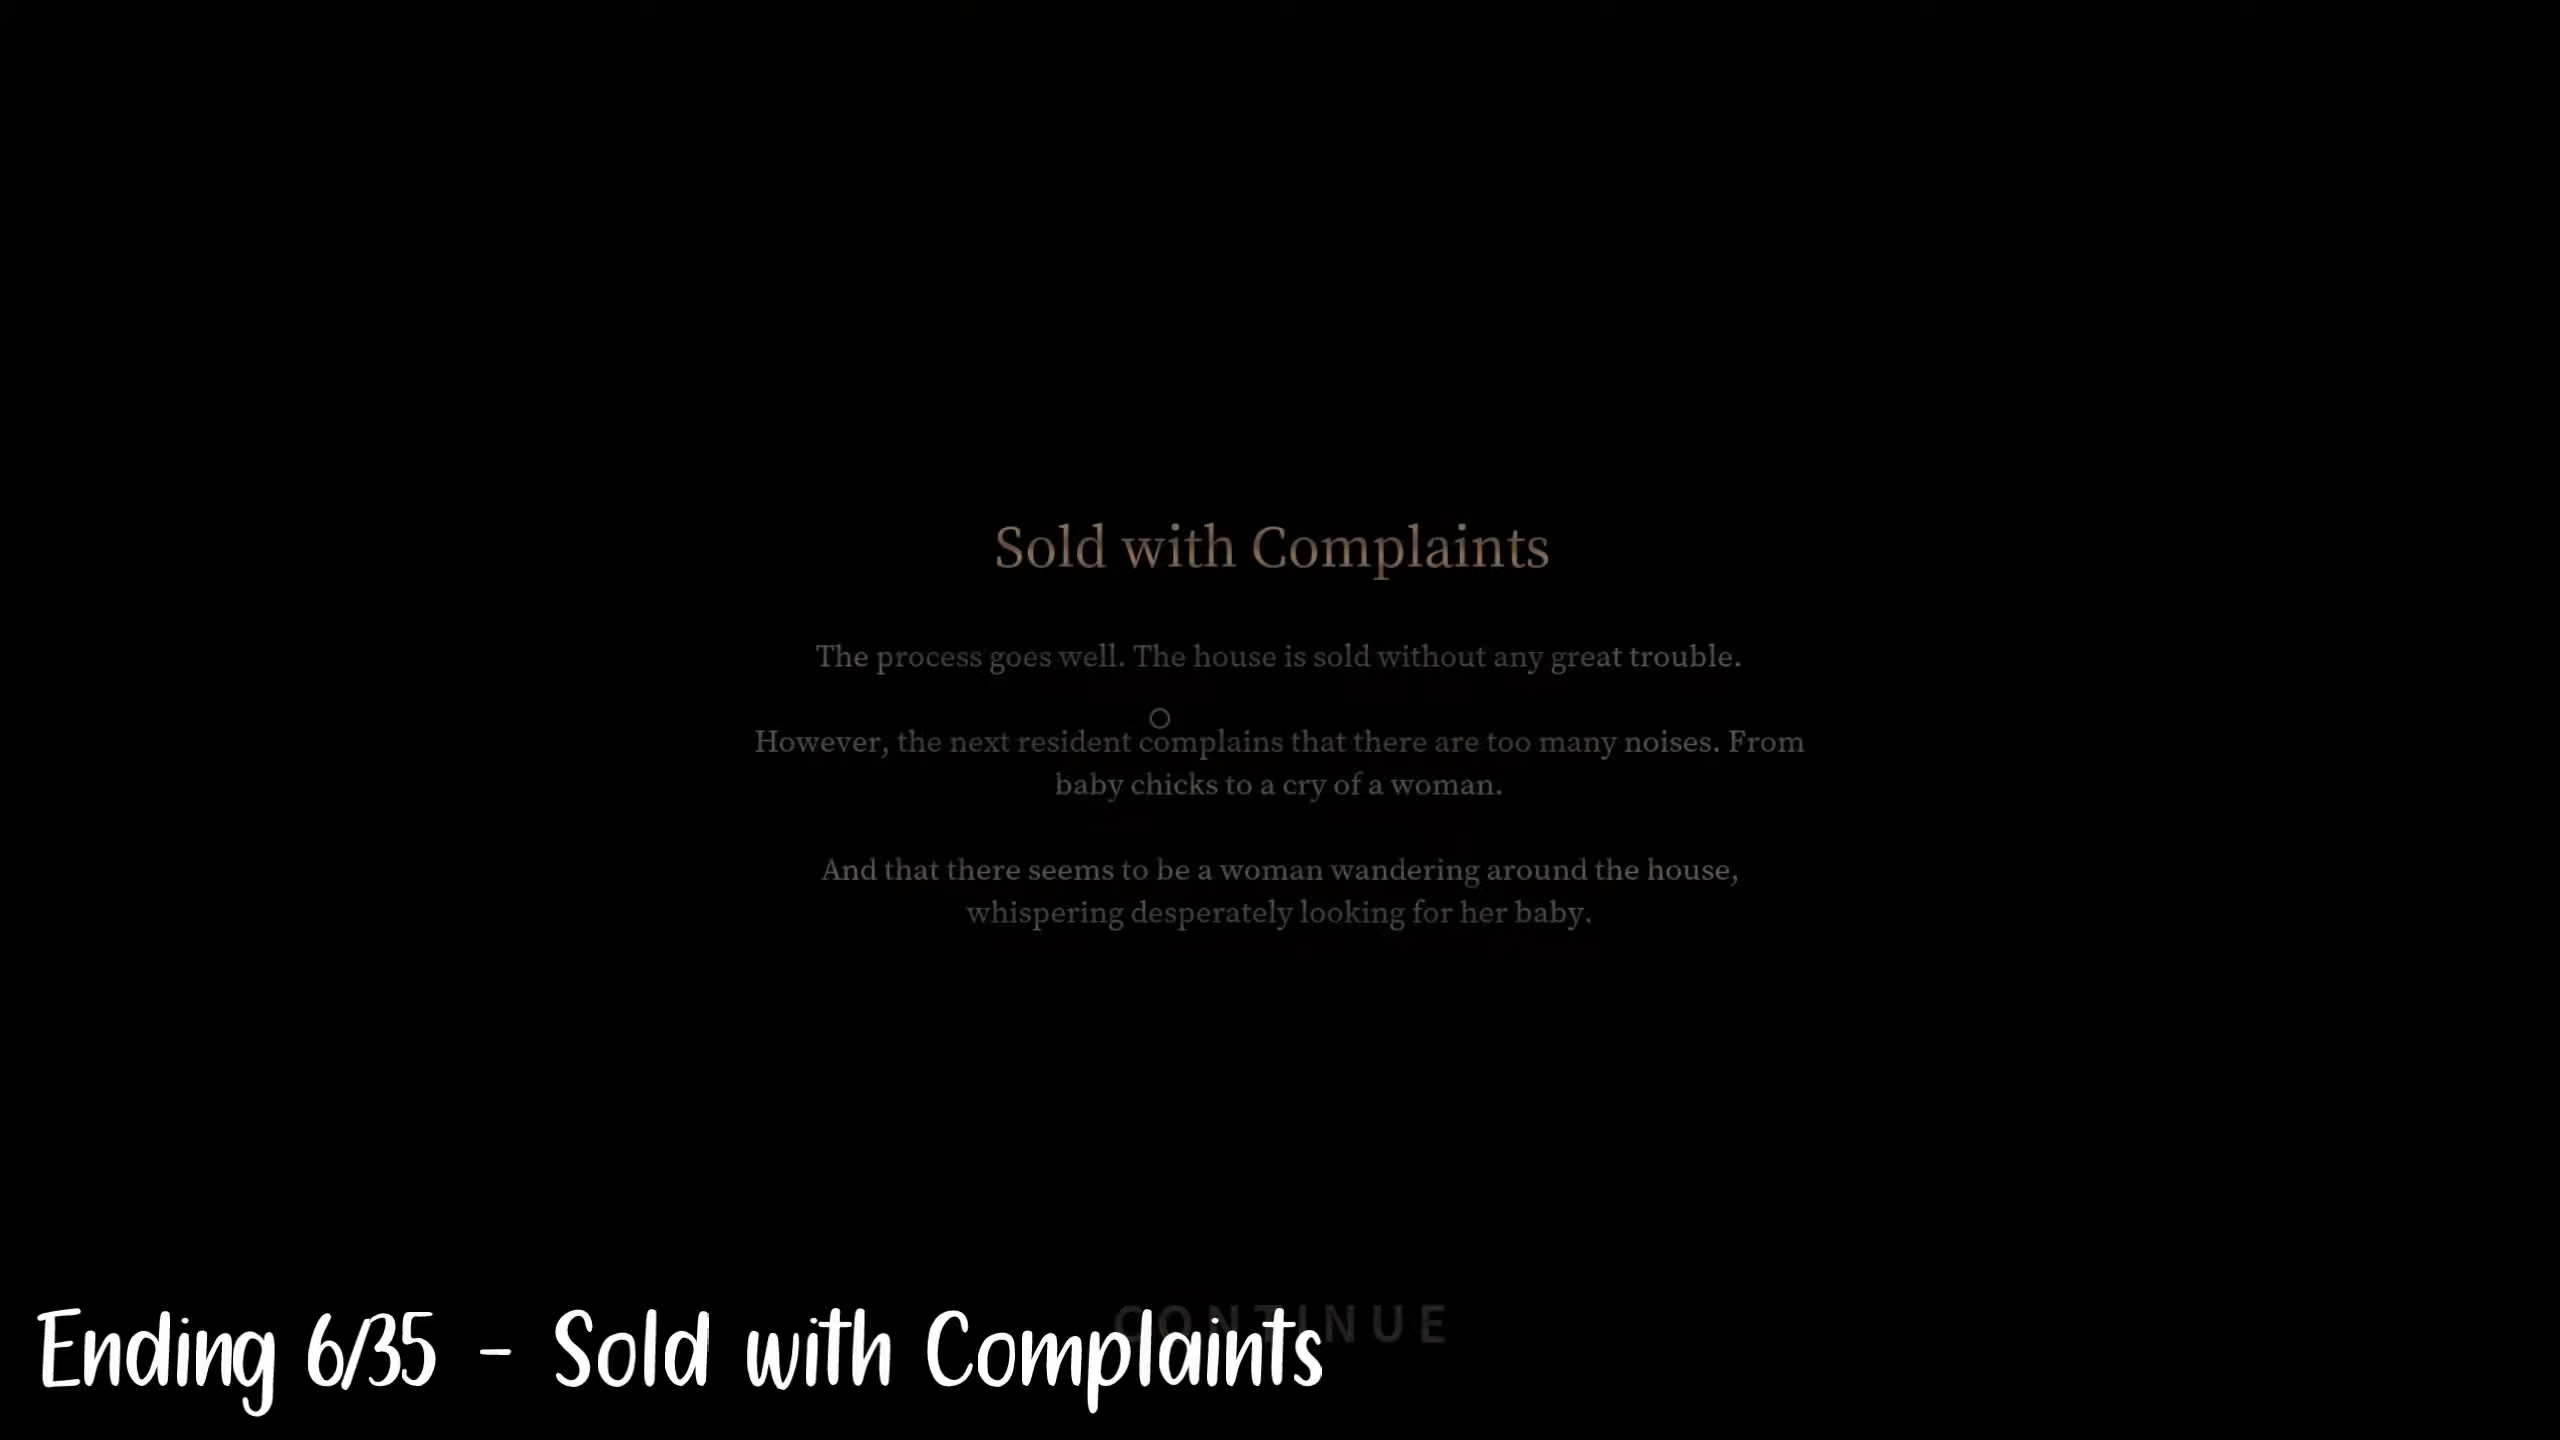 Sold with Complaints
The process goes well. The house is sold without any great trouble.
However, the next resident complains that there are too many noises. From
baby chicks to a cry of a woman.
And that there seems to be a woman wandering around the house,
whispering desperately looking for her baby.
CONTINUE
Ending 6/35 - Sold with Complaints